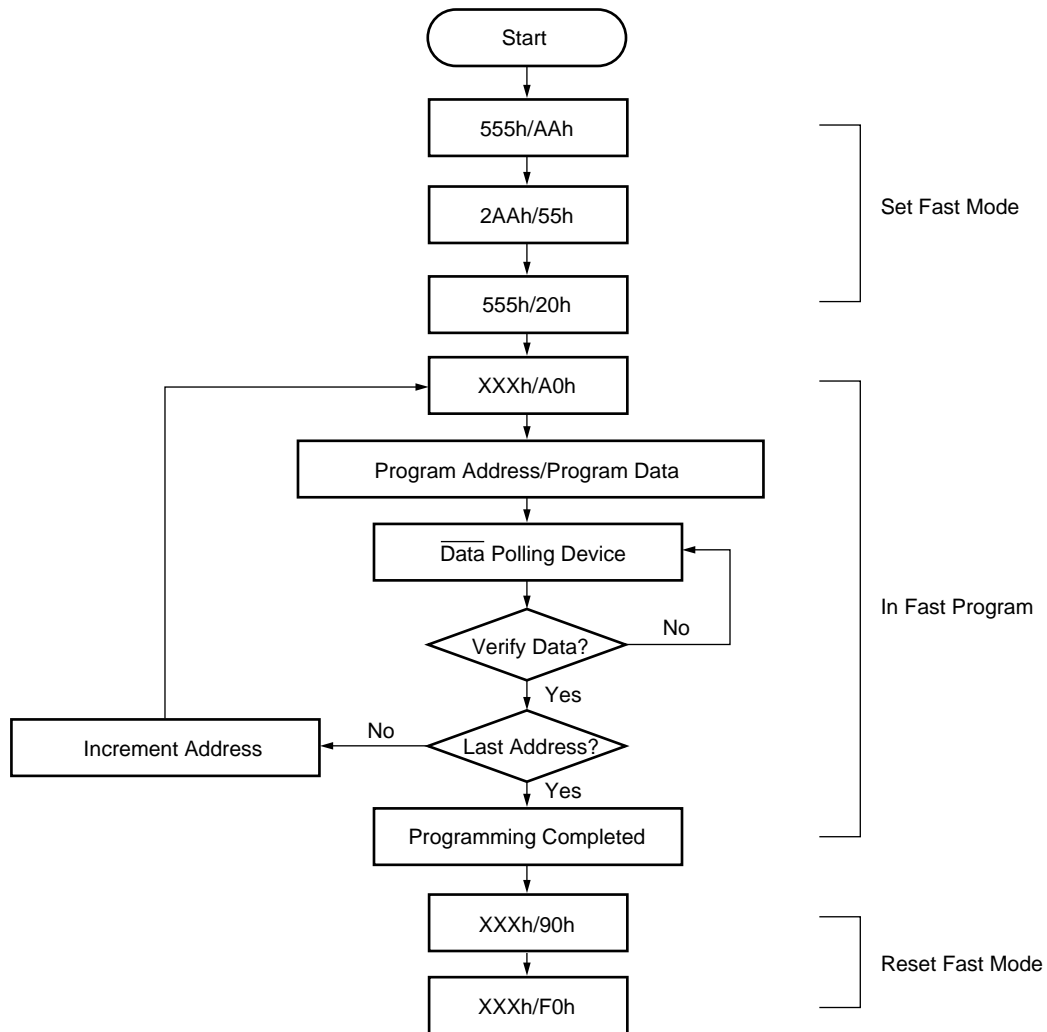 Start
555h/AAh
2AAh/55h
Set Fast Mode
555h/20h
XXXh/A0h
Program Address/Program Data
Data Polling Device
In Fast Program
Verify Data?
No
Yes
Increment Address
No
Last Address?
Yes
Programming Completed
XXXh/90h
Reset Fast Mode
XXXh/F0h